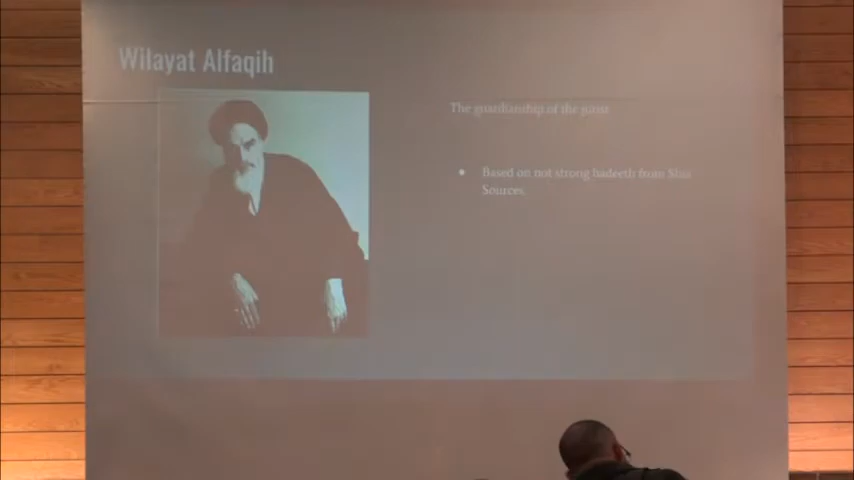 Wilayat Alfaqih
The guardianship of the jurist
• Based on not strong hadeeth from Shia
Sources.